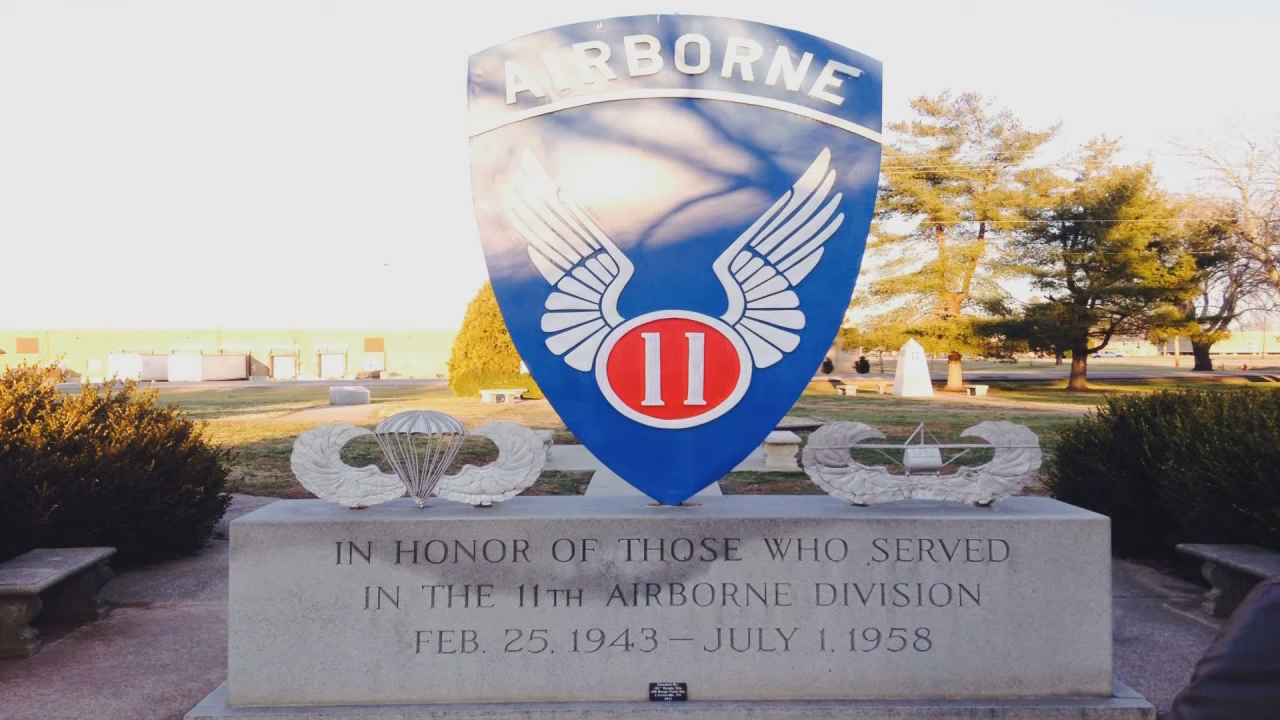 AIRBORNE
11
IN HONOR OF THOSE WHO SERVED
IN THE 11TH AIRBORNE DIVISION
FEB. 25, 1943 – JULY 1, 1958